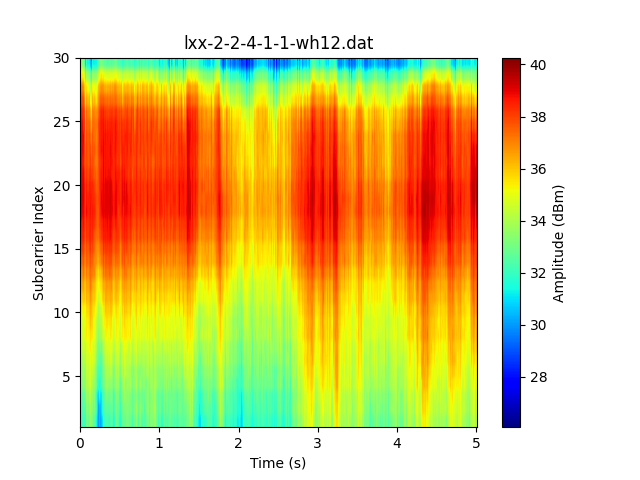 lxx-2-2-4-1-1-wh12.dat
30
25
20
15
10
5
Subcarrier Index
0 1 2 3 4 5
Time (s)
40
38
36
34
32
30
28
Amplitude (dBm)